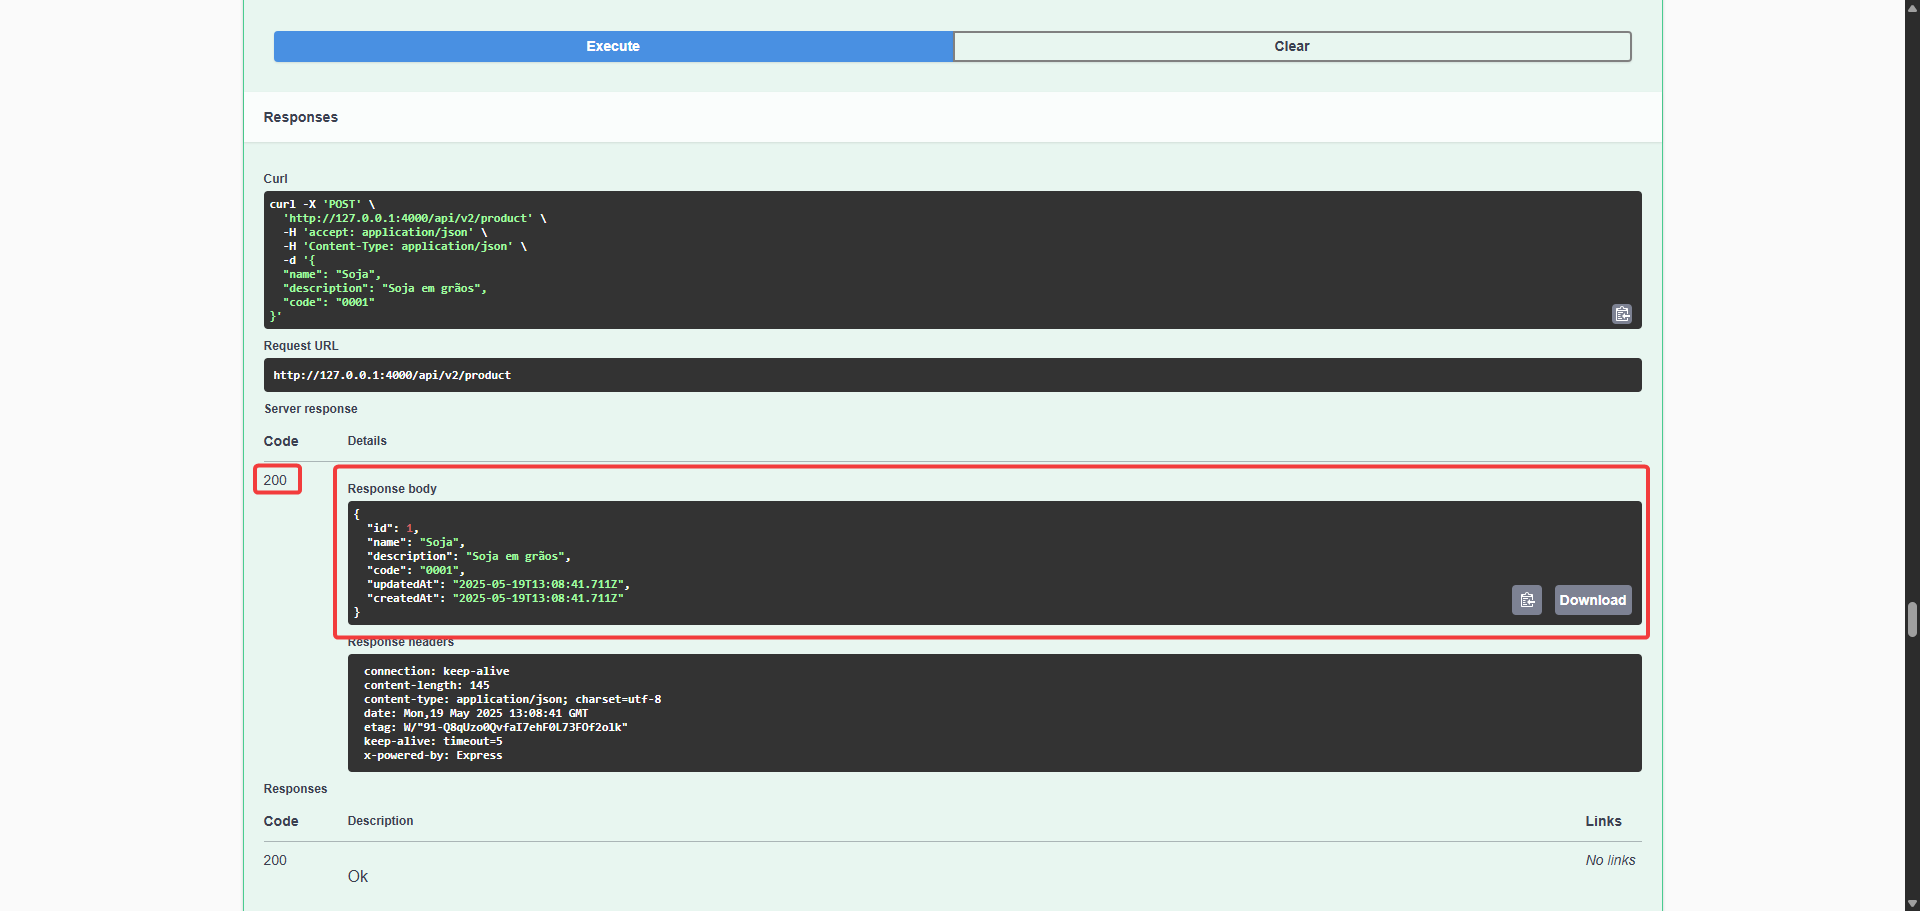 Execute
Clear
Responses
Curl
curl -X 'POST' \
'http://127.0.0.1:4000/api/v2/product' \
-H 'accept: application/json' \
-H 'Content-Type: application/json' \
-d '{
"name": "Soja",
"description": "Soja em grãos",
"code": "0001"
}'
Request URL
http://127.0.0.1:4000/api/v2/product
Server response
Code
Details
200
Response body
{
"id": 1,
"name": "Soja",
"description": "Soja em grãos",
"code": "0001",
"updatedAt": "2025-05-19T13:08:41.711Z",
"createdAt": "2025-05-19T13:08:41.711Z"
}
Download
Response headers
connection: keep-alive
content-length: 145
content-type: application/json; charset=utf-8
date: Mon,19 May 2025 13:08:41 GMT
etag: W/"91-Q8qUzo0QvfaI7ehF0L73FOf2olk"
keep-alive: timeout=5
x-powered-by: Express
Responses
Code
Description
Links
200
Ok
No links